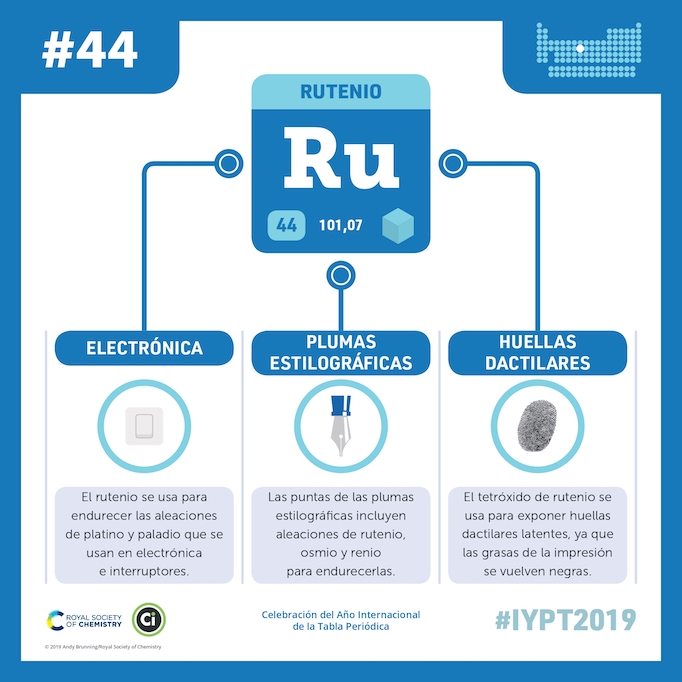 #44
RUTENIO
Ru
44
101,07
ELECTRÓNICA
El rutenio se usa para
endurecer las aleaciones
de platino y paladio que se
usan en electrónica
e interruptores.
PLUMAS
ESTILOGRÁFICAS
Las puntas de las plumas
estilográficas incluyen
aleaciones de rutenio,
osmio y renio
para endurecerlas.
HUELLAS
DACTILARES
El tetróxido de rutenio se
usa para exponer huellas
dactilares latentes, ya que
las grasas de la impresión
se vuelven negras.
ROYAL SOCIETY
OF CHEMISTRY
Ci
© 2019 Andy Brunning/Royal Society of Chemistry
Celebración del Año Internacional
de la Tabla Periódica
#IYPT2019